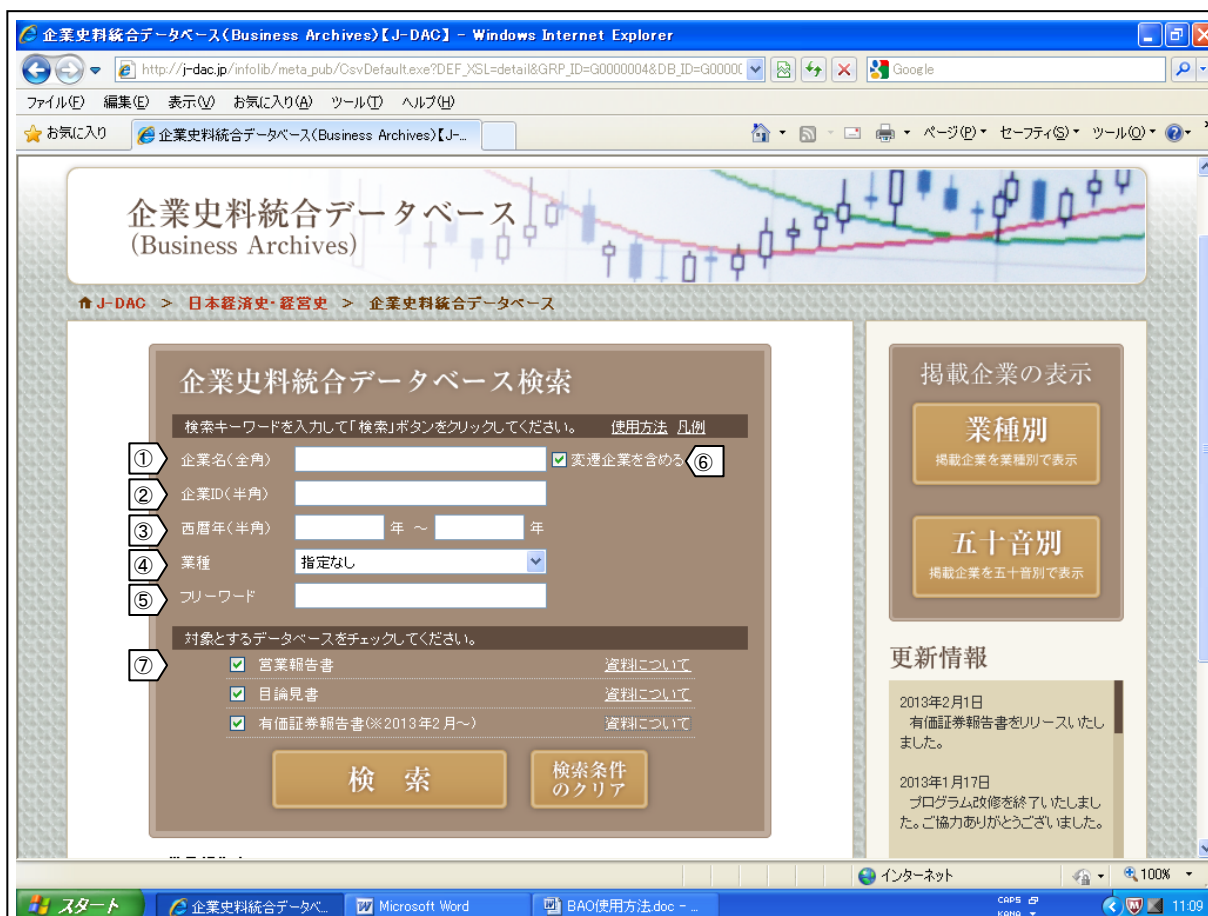 企業史料統合データベース(Business Archives)【J-DAC】 - Windows Internet Explorer
http://j-dac.jp/infolib/meta_pub/CsvDefault.exe?DEF_XSL=detail&GRP_ID=G0000004&DB_ID=G0000
Google
ファイル(F) 編集(E) 表示(V) お気に入り(A) ツール(T) ヘルプ(H)
お気に入り
企業史料統合データベース(Business Archives)【J-...
ページ(P) セーフティ(S) ツール(O)
企業史料統合データベース
(Business Archives)
J-DAC > 日本経済史・経営史 > 企業史料統合データベース
企業史料統合データベース検索
検索キーワードを入力して「検索」ボタンをクリックしてください。 使用方法 凡例
① 企業名(全角) 変遷企業を含める ⑥
② 企業ID(半角)
③ 西暦年(半角) 年 ～ 年
④ 業種 指定なし
⑤ フリーワード
対象とするデータベースをチェックしてください。
⑦ 営業報告書 資料について
目論見書 資料について
有価証券報告書(※2013年2月～) 資料について
検 索
検索条件
のクリア
掲載企業の表示
業種別
掲載企業を業種別で表示
五十音別
掲載企業を五十音別で表示
更新情報
2013年2月1日
有価証券報告書をリリースいたし
ました。
2013年1月17日
プログラム改修を終了いたしまし
た。ご協力ありがとうございました。
インターネット
100%
スタート
企業史料統合データベ...
Microsoft Word
BAO使用方法.doc - ...
CAPS
KANA
11:09